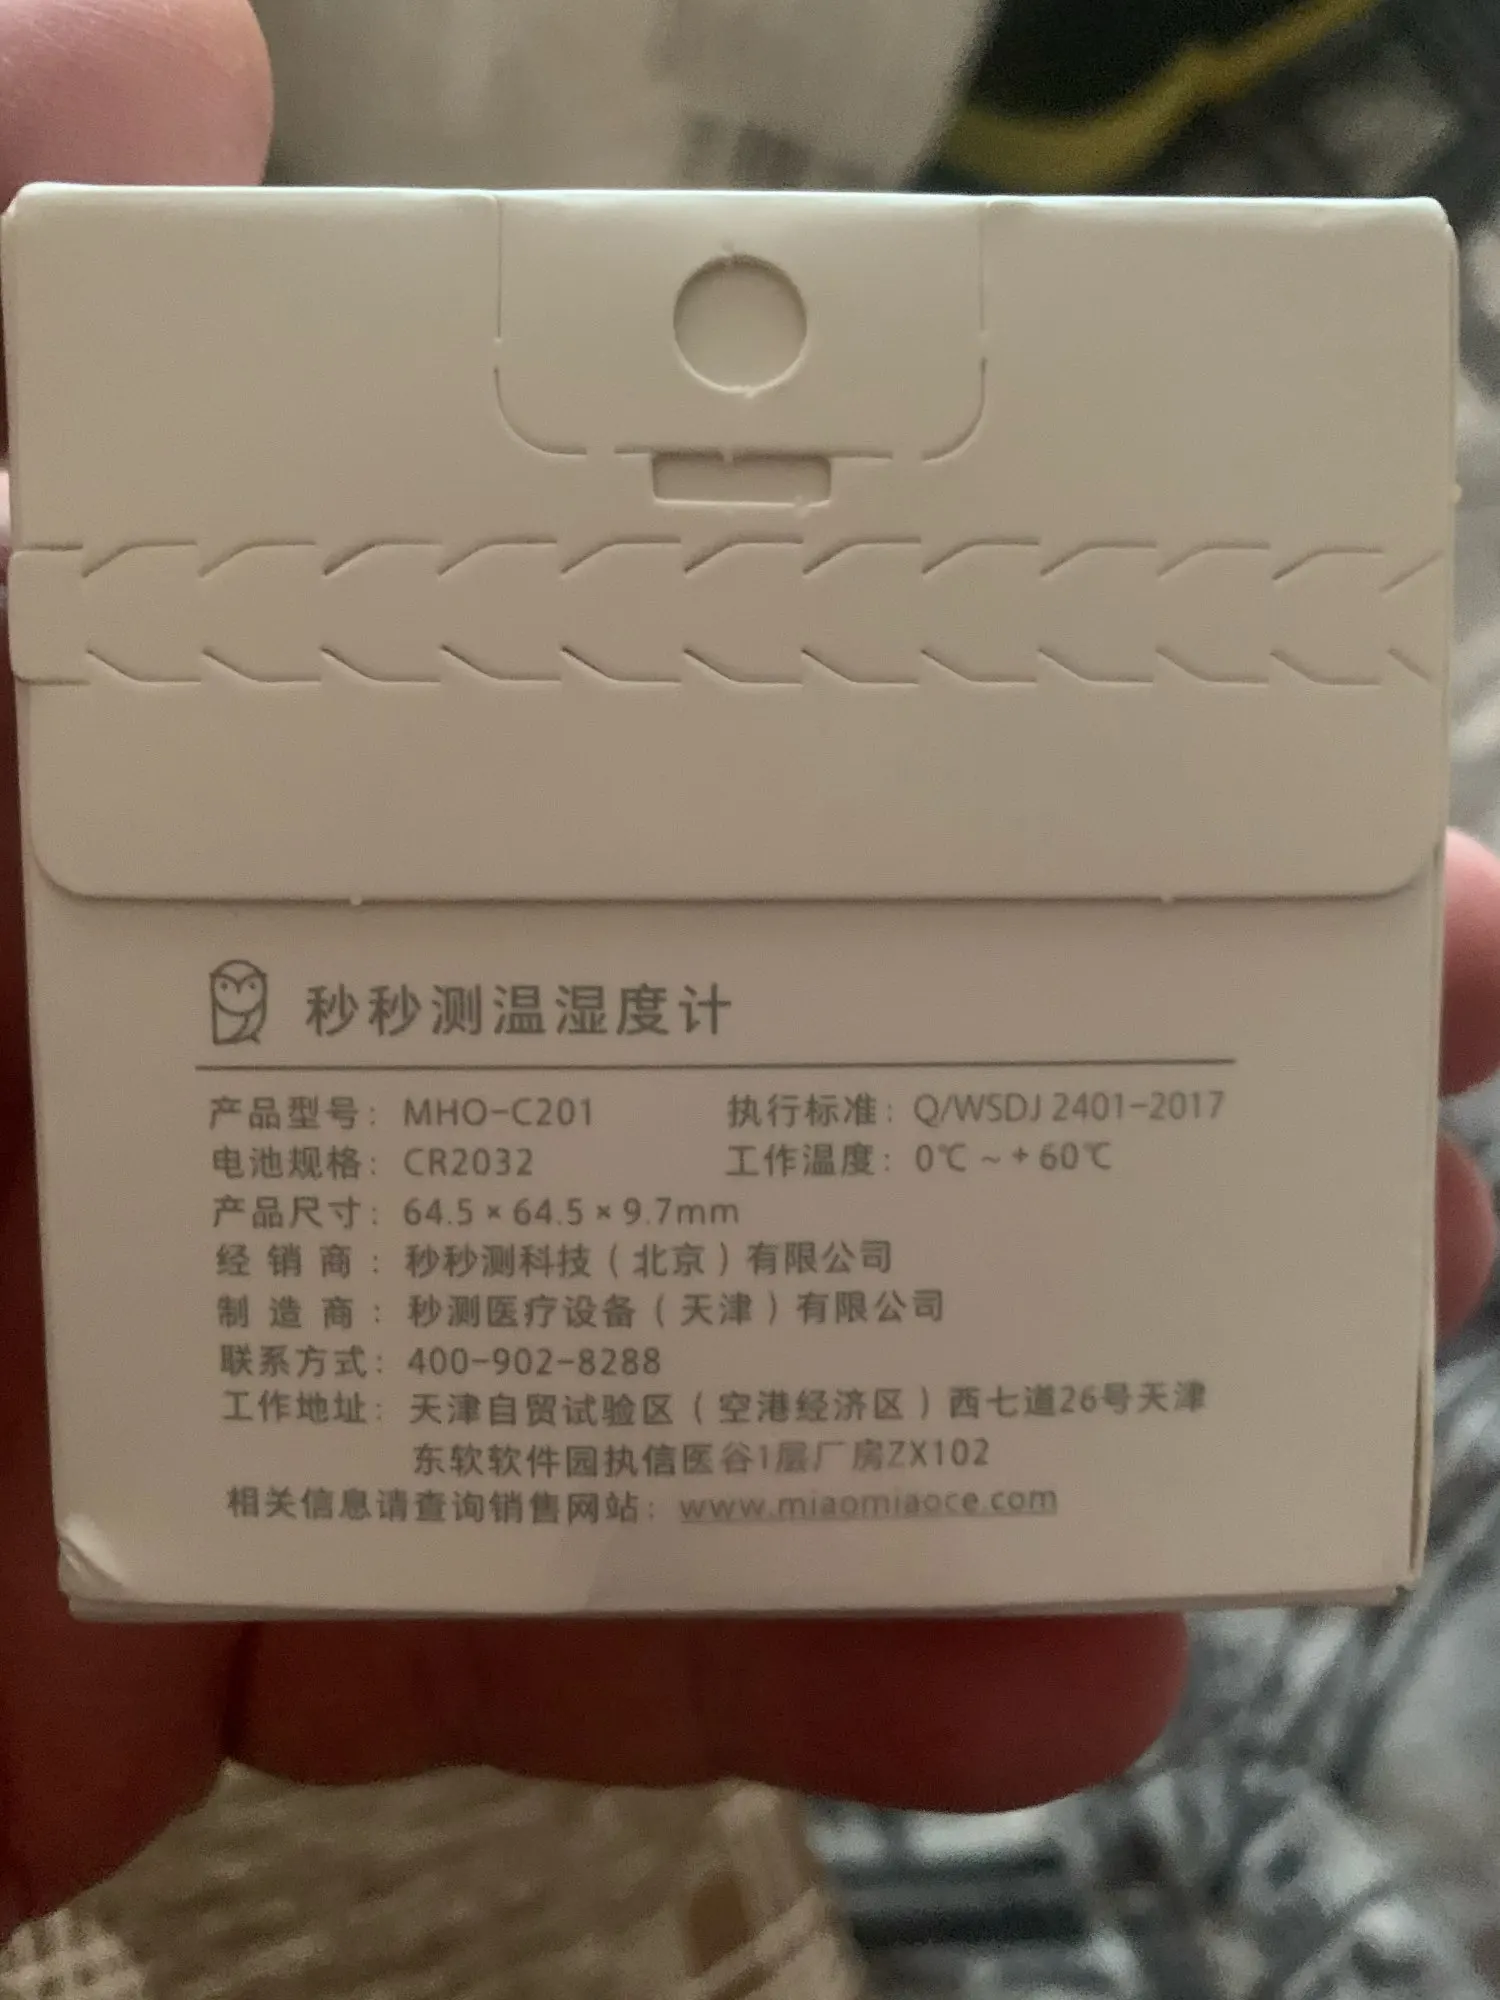 秒秒测温湿度计
产品型号：MHO-C201 执行标准：Q/WSDJ 2401-2017
电池规格：CR2032 工作温度：0℃ ~ +60℃
产品尺寸：64.5 × 64.5 × 9.7mm
经销商：秒秒测科技（北京）有限公司
制造商：秒测医疗设备（天津）有限公司
联系方式：400-902-8288
工作地址：天津自贸试验区（空港经济区）西七道26号天津
东软软件园执信医谷1层厂房ZX102
相关信息请查询销售网站：www.miaomiaoce.com